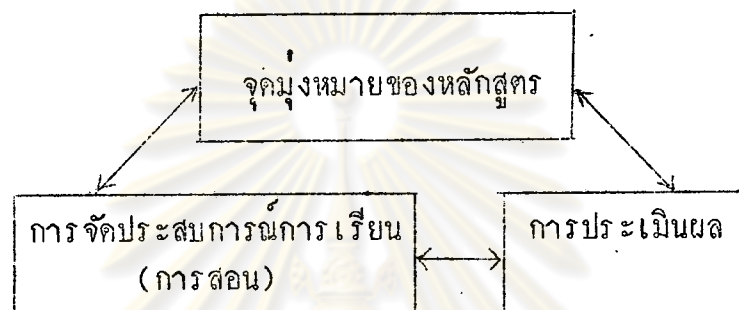 จุดมุ่งหมายของหลักสูตร
การจัดประสบการณ์การเรียน
(การสอน)
การประเมินผล